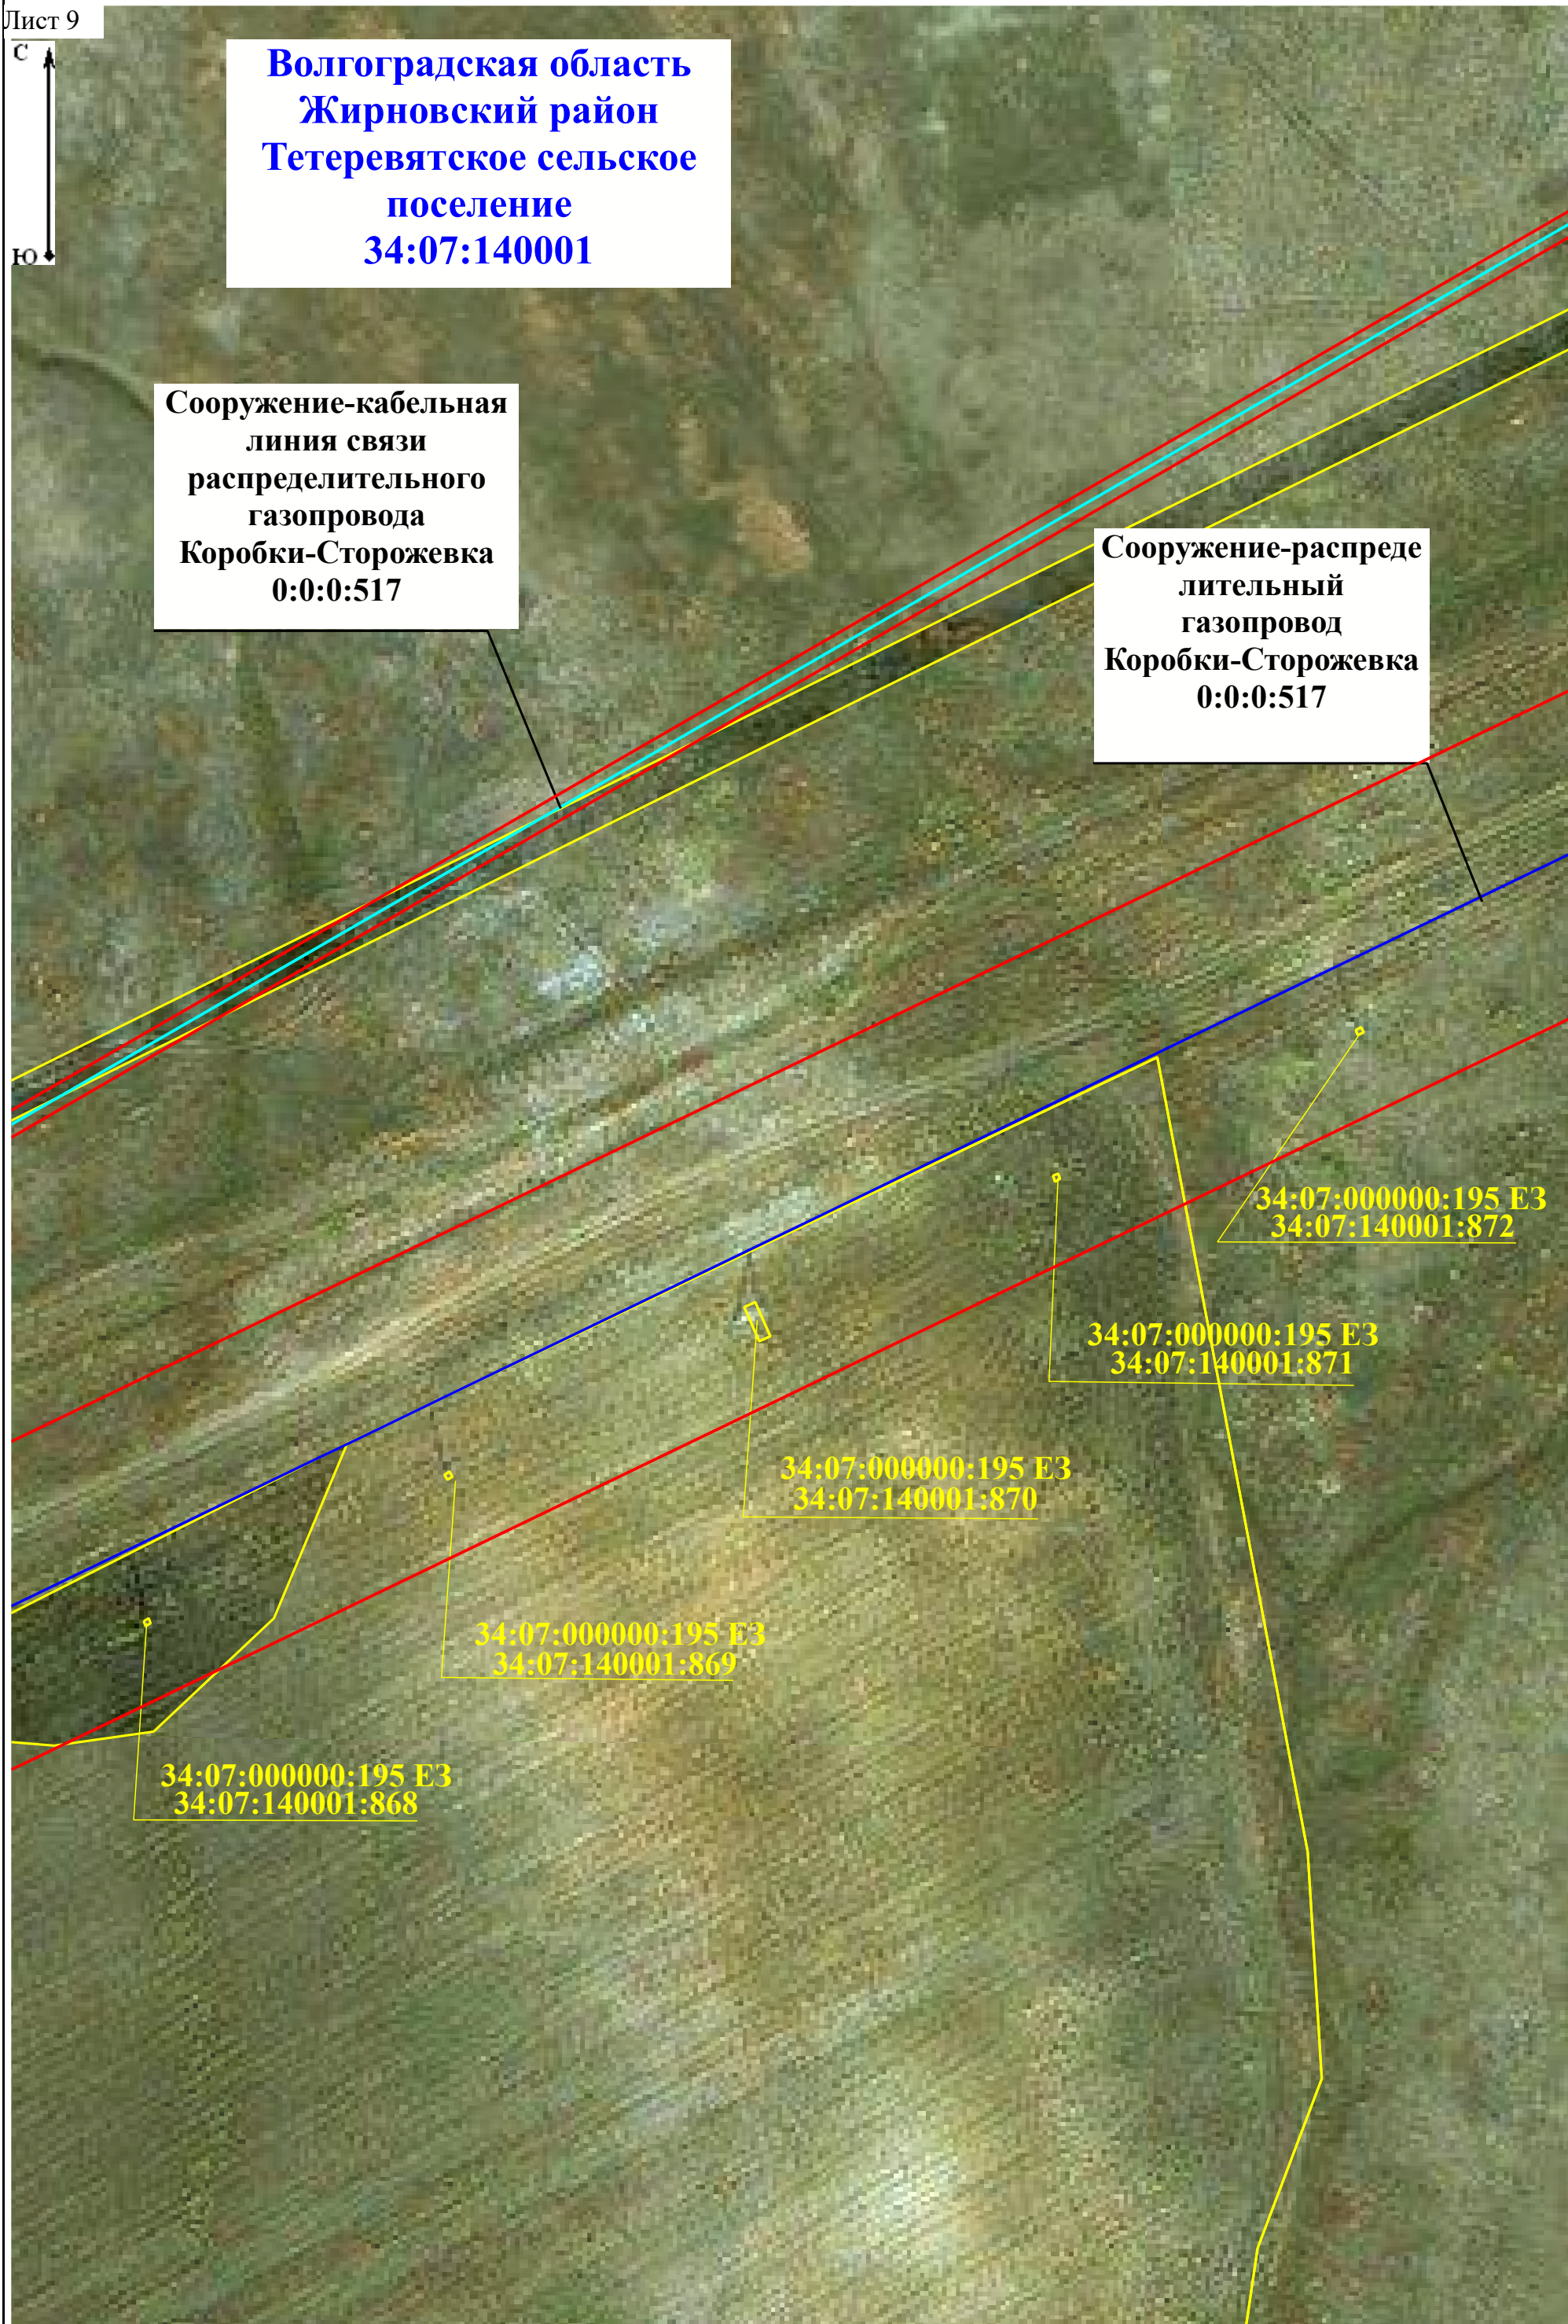 Лист 9
С
Ю
Волгоградская область
Жирновский район
Тетеревятское сельское
поселение
34:07:140001
Сооружение-кабельная
линия связи
распределительного
газопровода
Коробки-Сторожевка
0:0:0:517
Сооружение-распреде
лительный
газопровод
Коробки-Сторожевка
0:0:0:517
34:07:000000:195 ЕЗ
34:07:140001:872
34:07:000000:195 ЕЗ
34:07:140001:871
34:07:000000:195 ЕЗ
34:07:140001:870
34:07:000000:195 ЕЗ
34:07:140001:869
34:07:000000:195 ЕЗ
34:07:140001:868